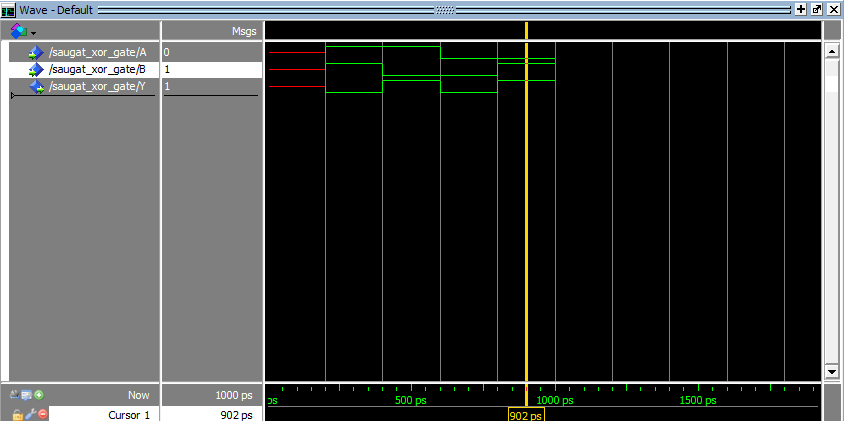 Wave - Default
Msgs
/saugat_xor_gate/A 0
/saugat_xor_gate/B 1
/saugat_xor_gate/Y 1
Now 1000 ps ps 500 ps 1000 ps 1500 ps
Cursor 1 902 ps 902 ps